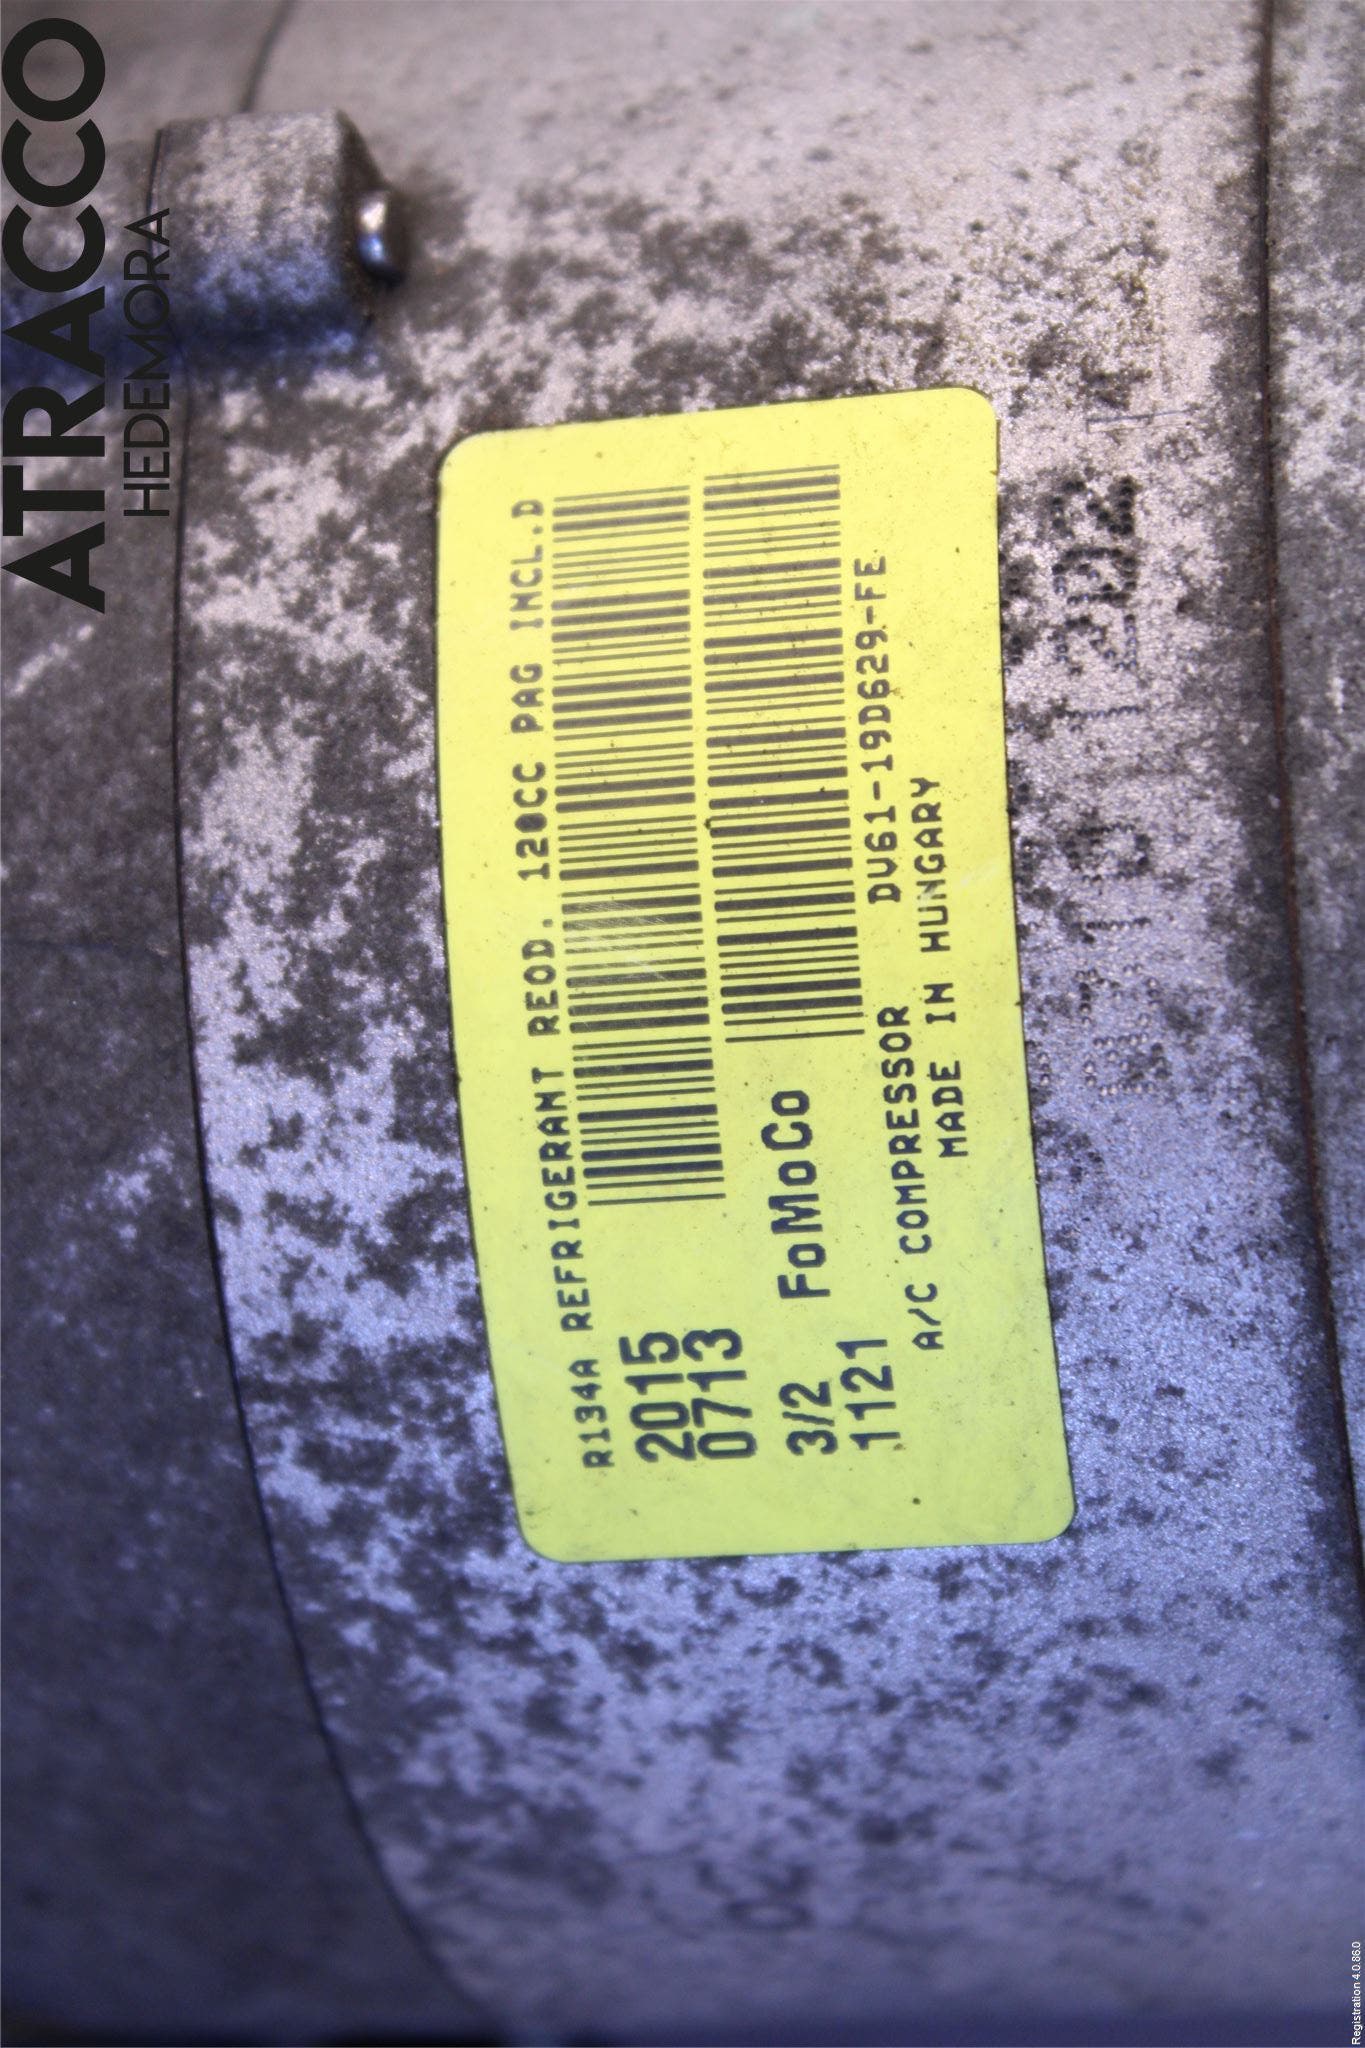 ATRACCO
HEDEMORA
R134A REFRIGERANT REQD. 120CC PAG INCL.D
2015
0713
3/2
1121
FoMoCo
A/C COMPRESSOR DV61-19D629-FE
MADE IN HUNGARY
Registration 4.0.86.0